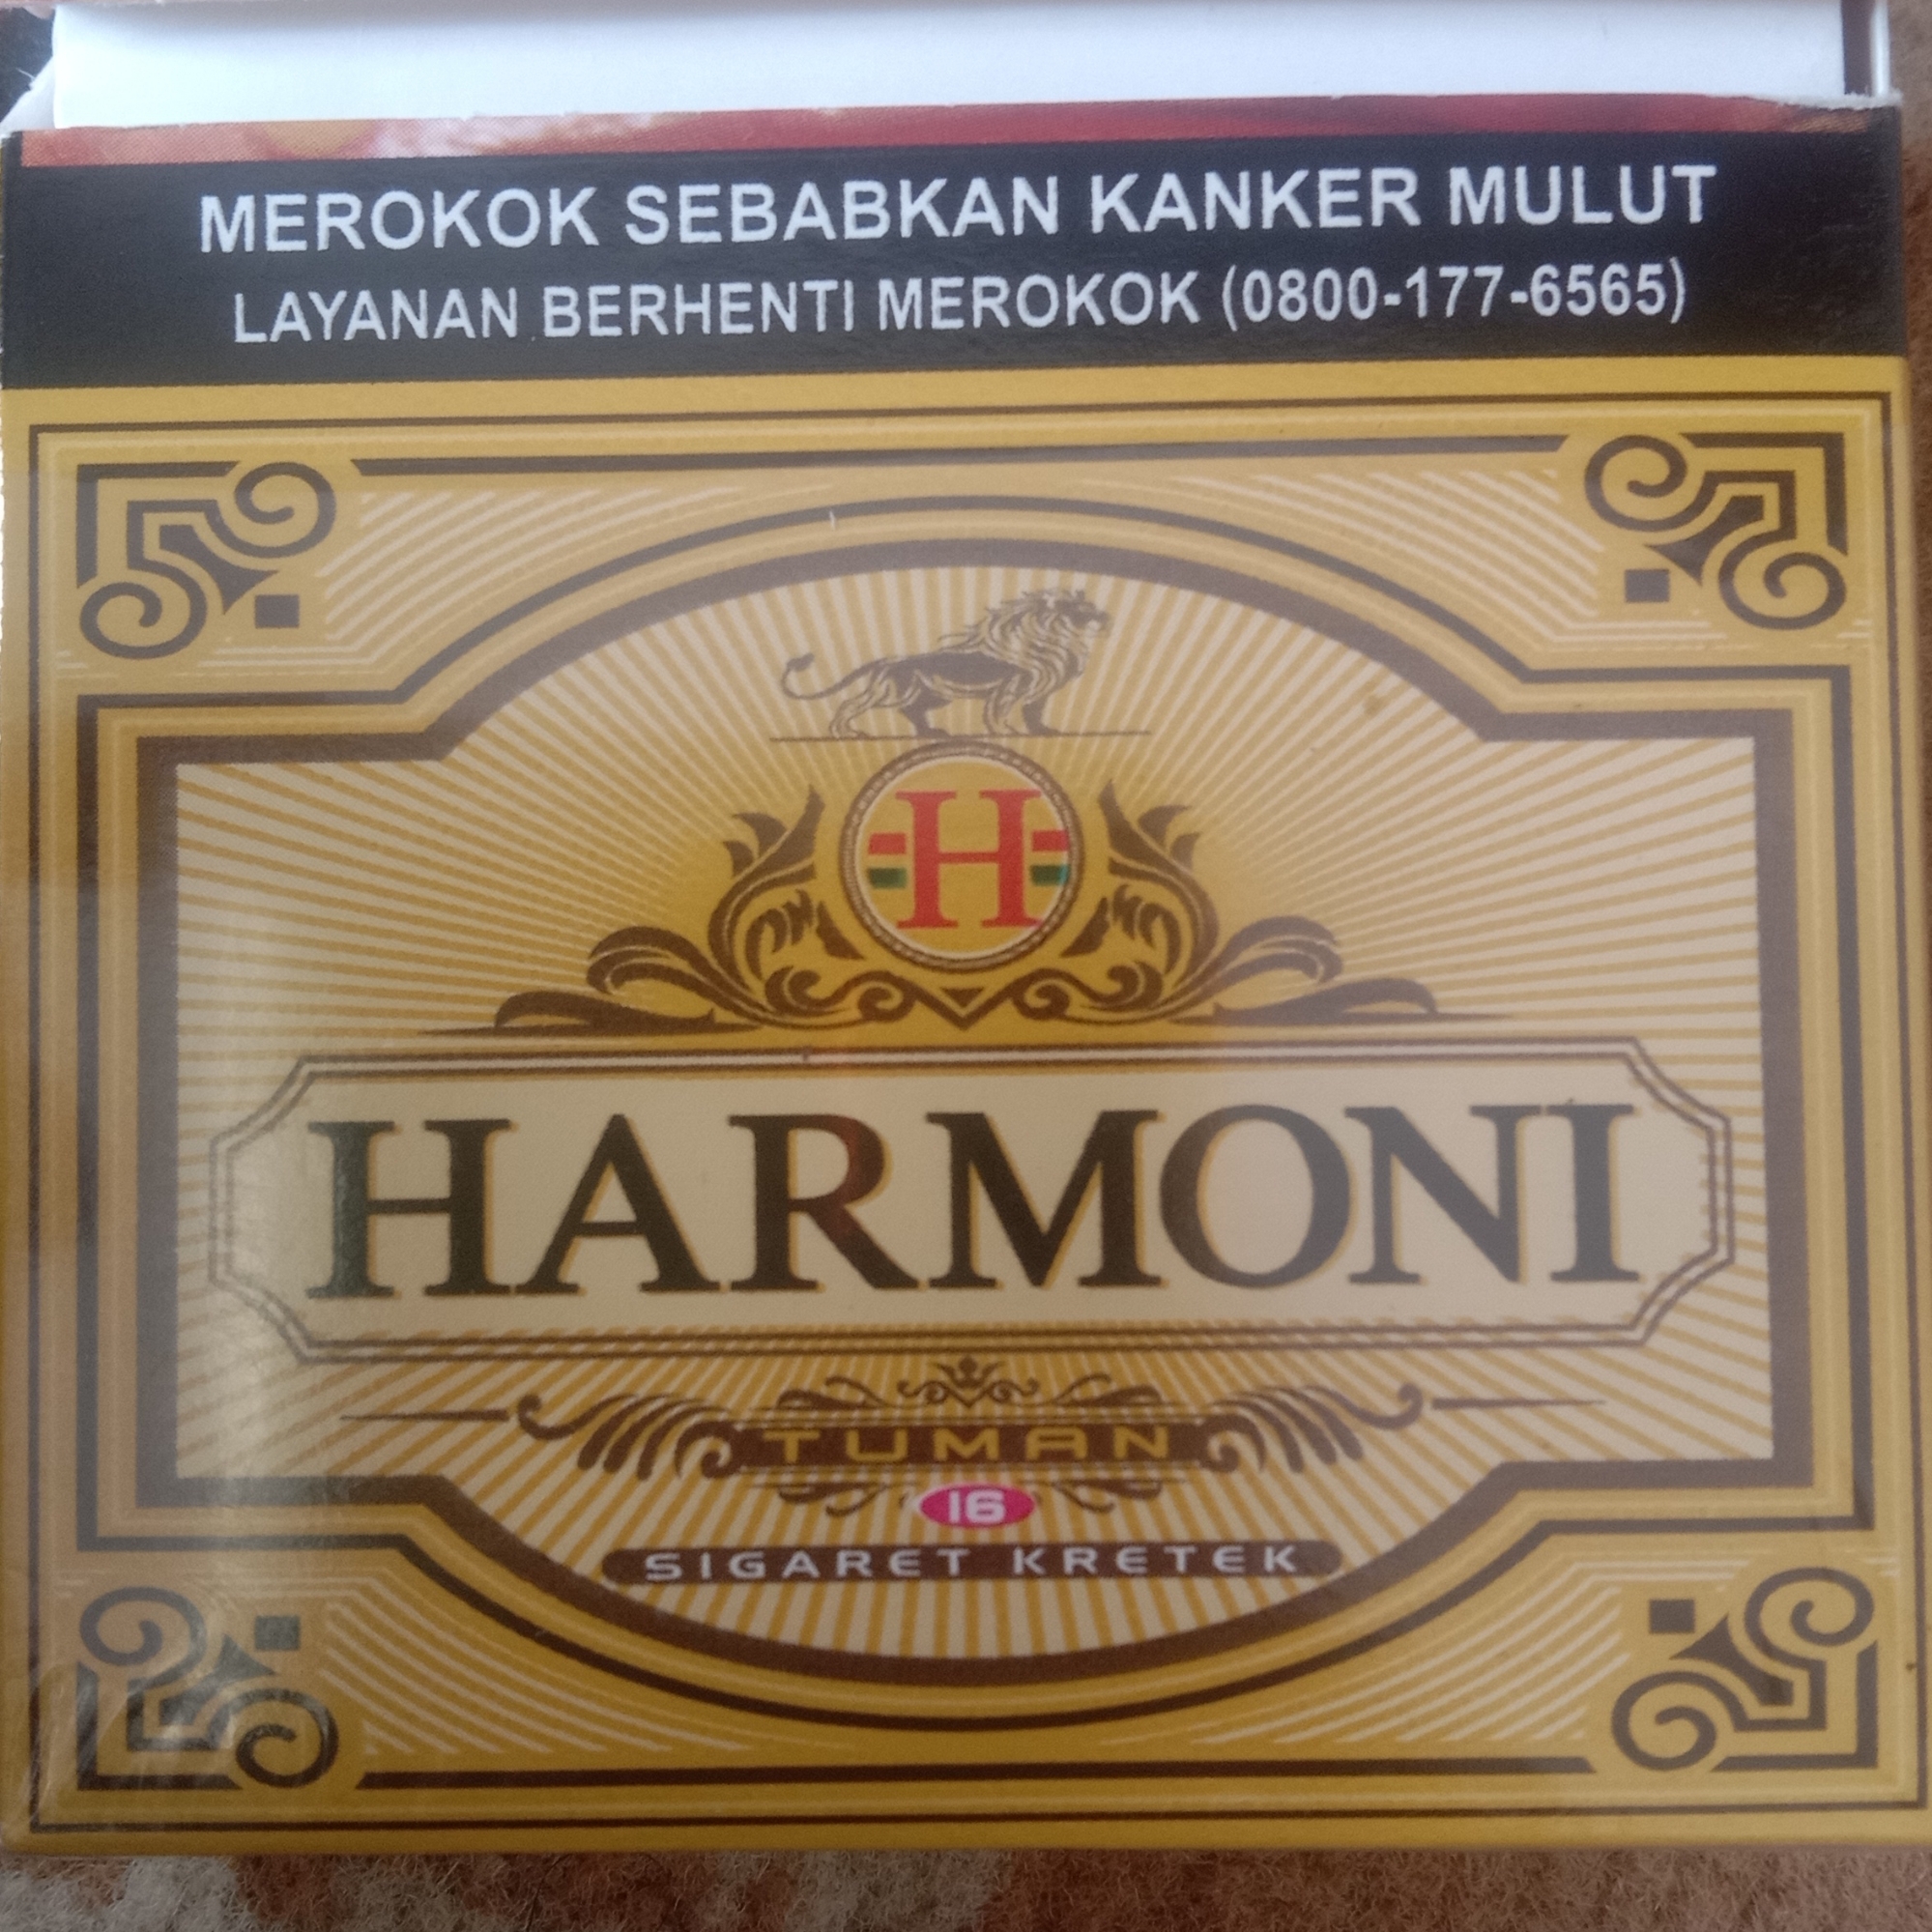 MEROKOK SEBABKAN KANKER MULUT
LAYANAN BERHENTI MEROKOK (0800-177-6565)
H
HARMONI
TUMAN
16
SIGARET KRETEK